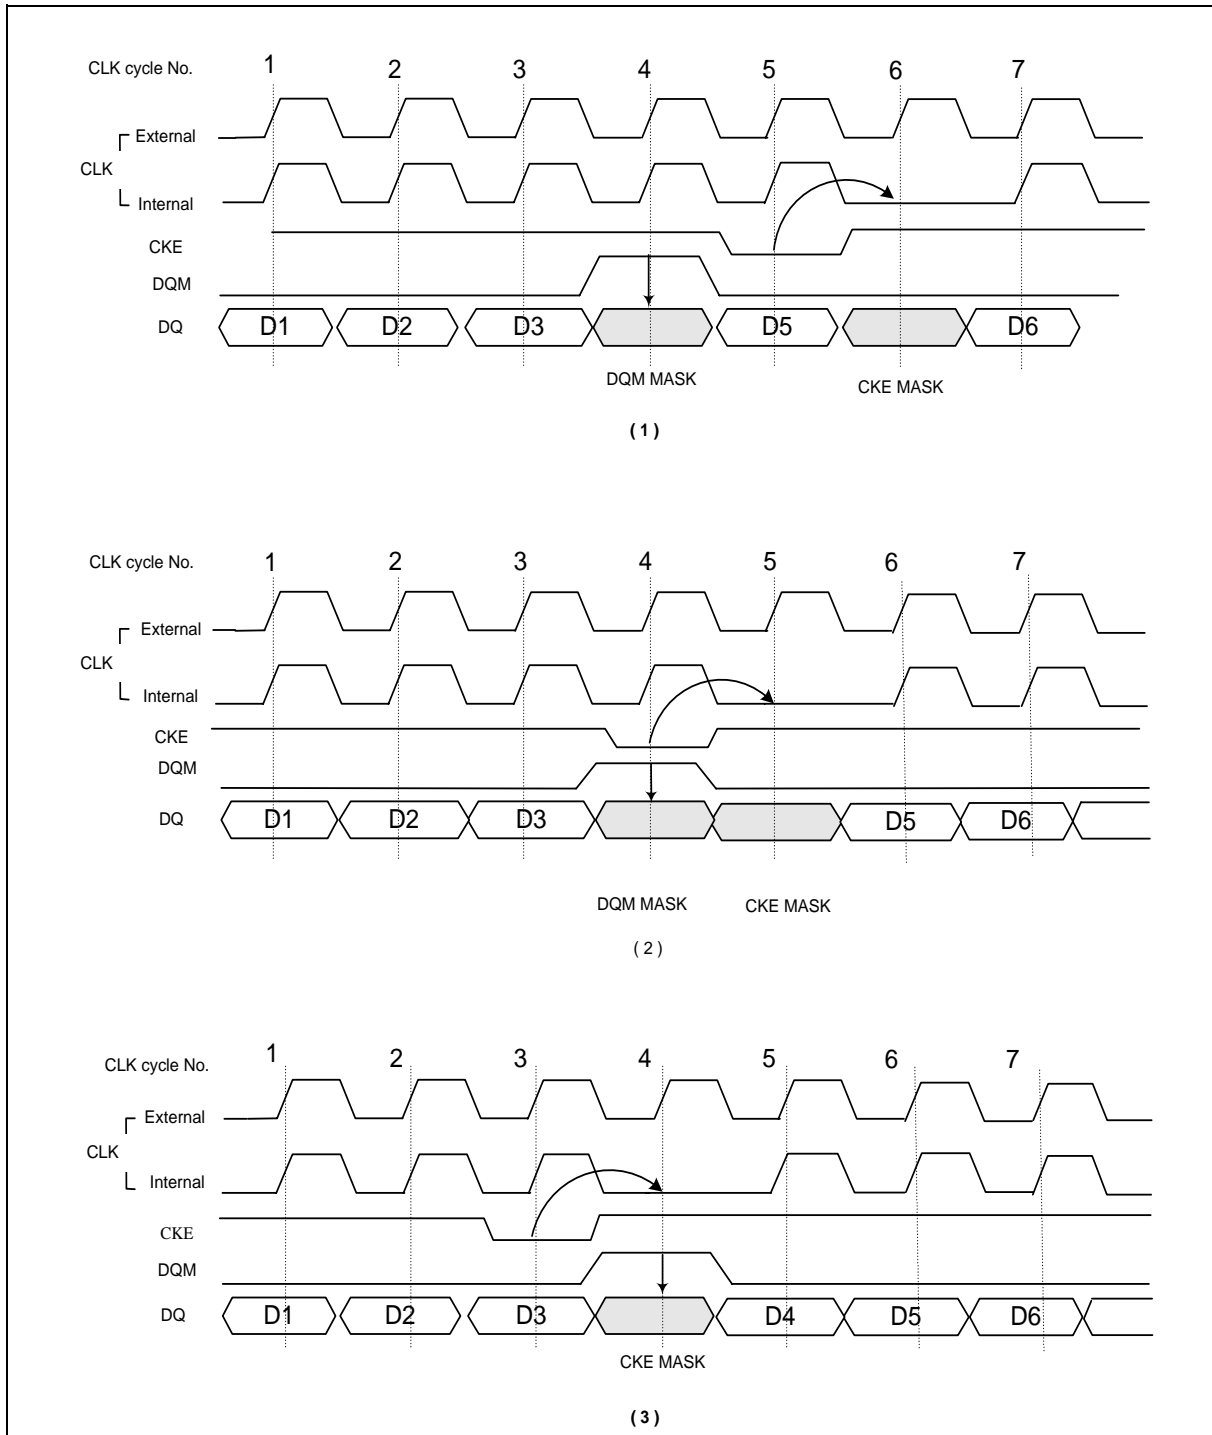 CLK cycle No. 1 2 3 4 5 6 7
External
CLK
Internal
CKE
DQM
DQ D1 D2 D3 D5 D6
DQM MASK CKE MASK
( 1 )
CLK cycle No. 1 2 3 4 5 6 7
External
CLK
Internal
CKE
DQM
DQ D1 D2 D3 D5 D6
DQM MASK CKE MASK
( 2 )
CLK cycle No. 1 2 3 4 5 6 7
External
CLK
Internal
CKE
DQM
DQ D1 D2 D3 D4 D5 D6
CKE MASK
( 3 )